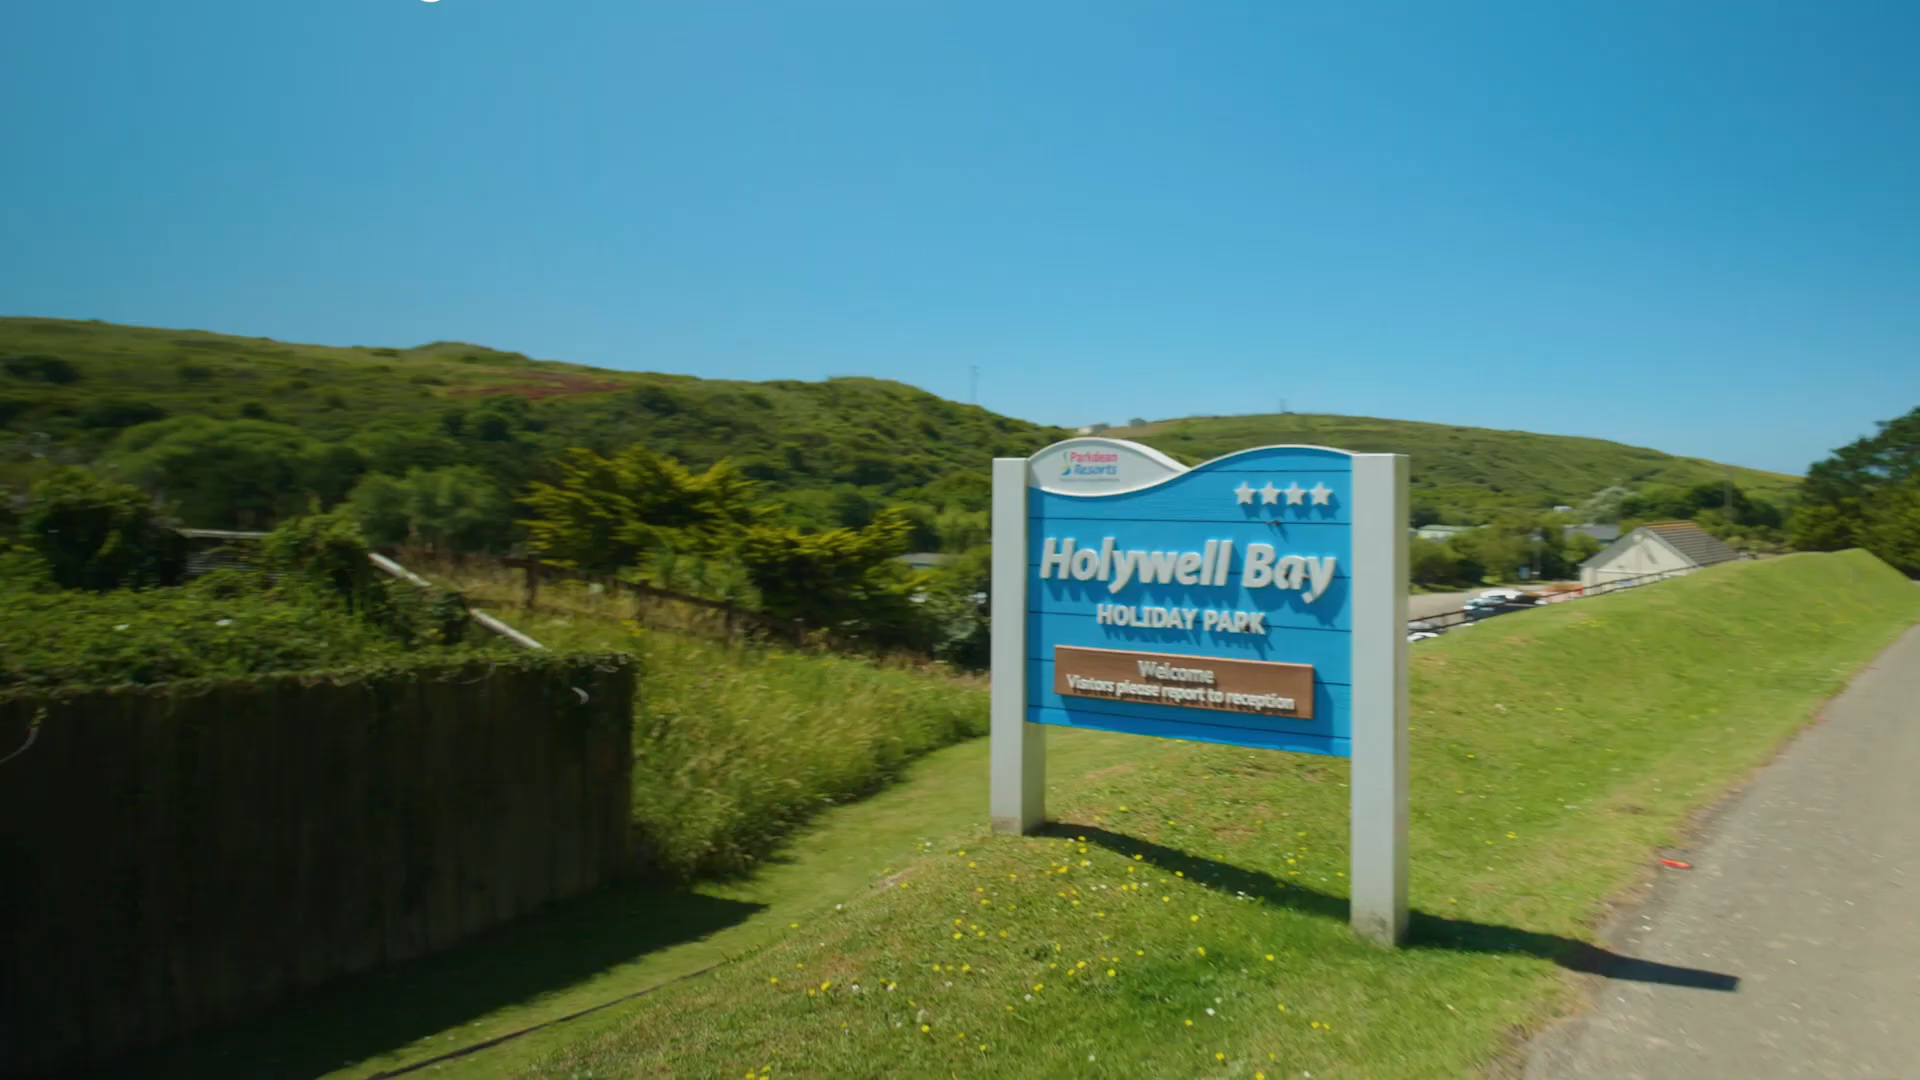 Parkdean
Resorts
Holywell Bay
HOLIDAY PARK
Welcome
Visitors please report to reception